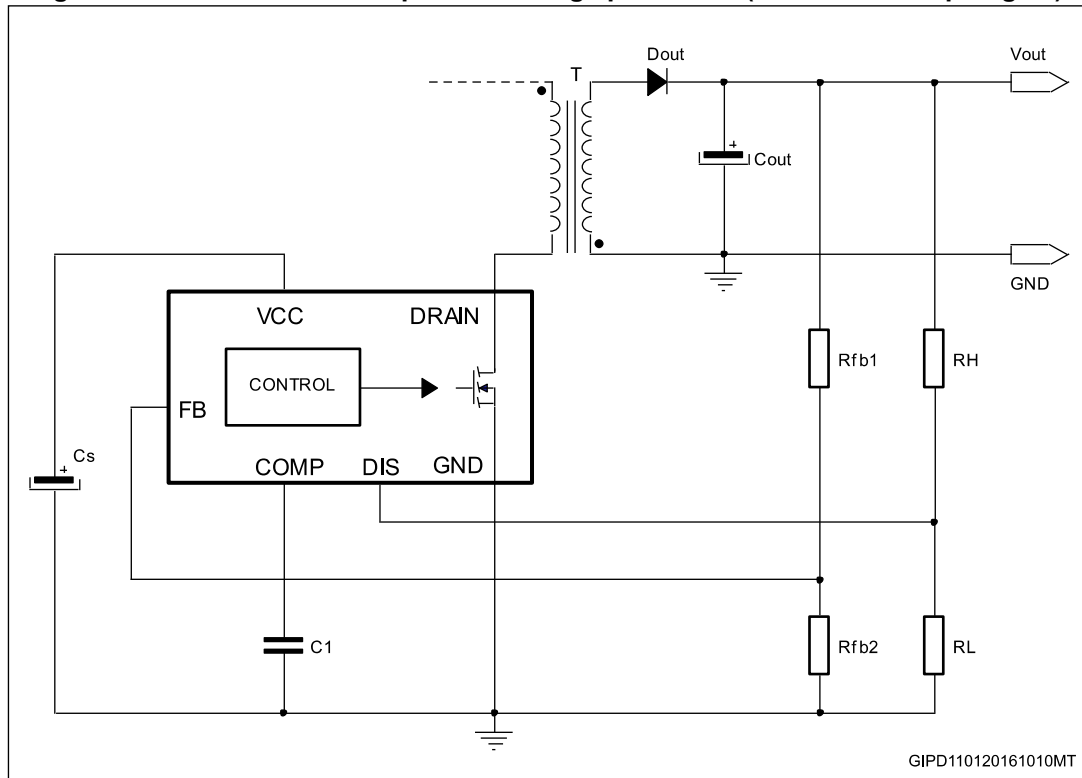 Dout
Vout
T
+
Cout
GND
VCC
DRAIN
Rfb1
RH
CONTROL
FB
Cs
+
COMP
DIS
GND
C1
Rfb2
RL
GIPD110120161010MT